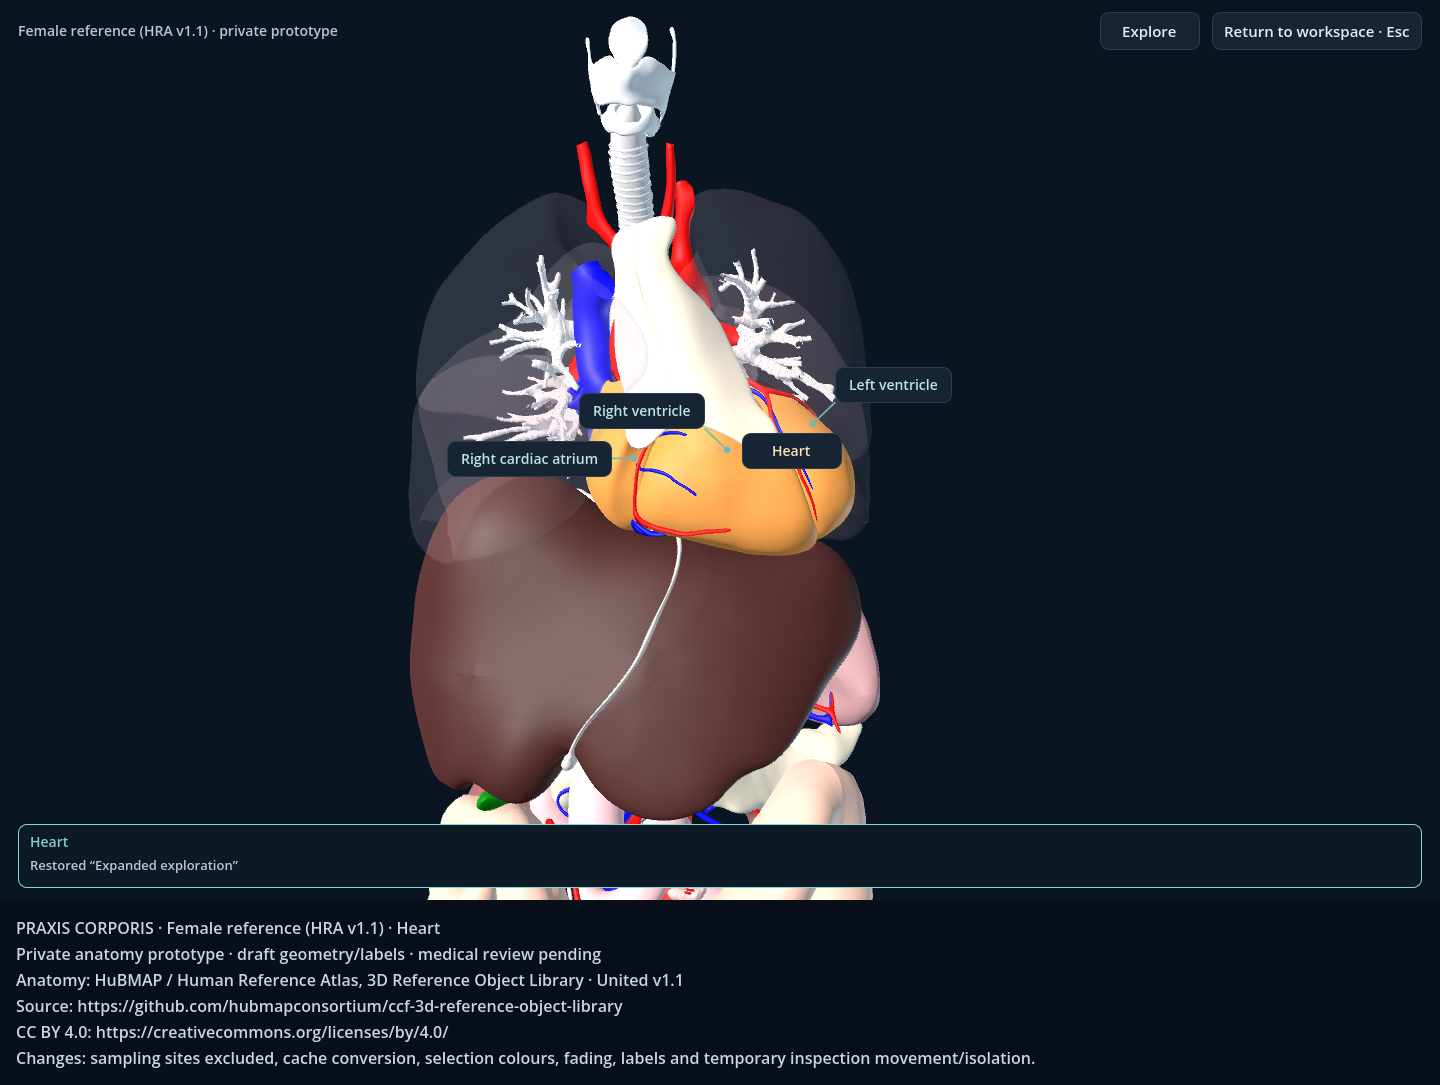 Female reference (HRA v1.1) · private prototype
Explore
Return to workspace · Esc
Left ventricle
Right ventricle
Heart
Right cardiac atrium
Heart
Restored “Expanded exploration”
PRAXIS CORPORIS · Female reference (HRA v1.1) · Heart
Private anatomy prototype · draft geometry/labels · medical review pending
Anatomy: HuBMAP / Human Reference Atlas, 3D Reference Object Library · United v1.1
Source: https://github.com/hubmapconsortium/ccf-3d-reference-object-library
CC BY 4.0: https://creativecommons.org/licenses/by/4.0/
Changes: sampling sites excluded, cache conversion, selection colours, fading, labels and temporary inspection movement/isolation.